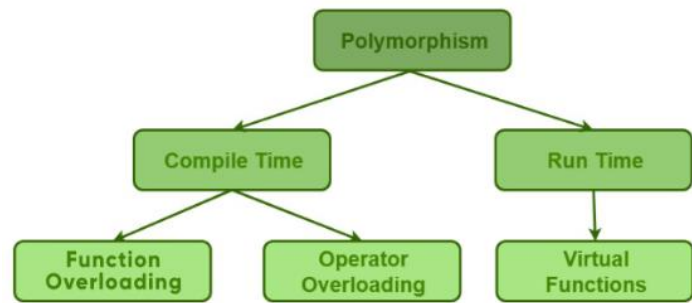 Polymorphism
Compile Time
Run Time
Function
Overloading
Operator
Overloading
Virtual
Functions